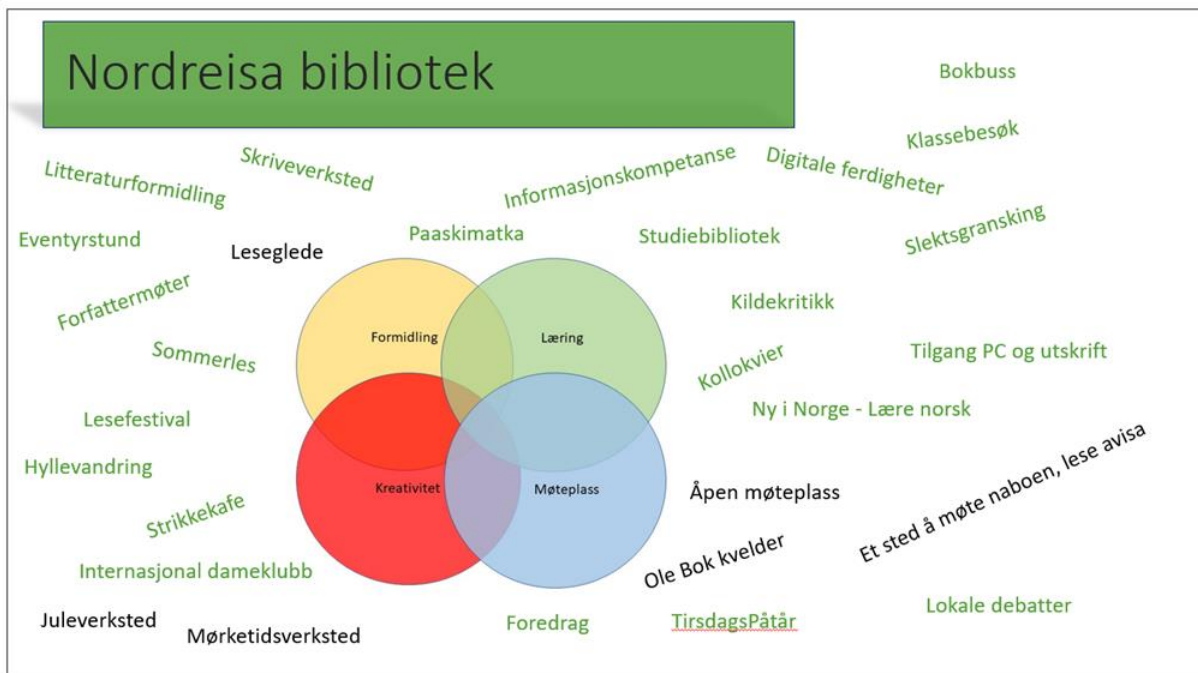 Nordreisa bibliotek
Bokbuss
Klassebesøk
Skriveverksted
Litteraturformidling
Informasjonskompetanse
Digitale ferdigheter
Eventyrstund
Leseglede
Paaskimatka
Studiebibliotek
Slektsgransking
Forfattermøter
Kildekritikk
Formidling
Læring
Sommerles
Kollokvier
Tilgang PC og utskrift
Lesefestival
Ny i Norge - Lære norsk
Hyllevandring
Kreativitet
Møteplass
Åpen møteplass
Et sted å møte naboen, lese avisa
Strikkekafe
Internasjonal dameklubb
Ole Bok kvelder
Juleverksted
Mørketidsverksted
Foredrag
TirsdagsPåtår
Lokale debatter